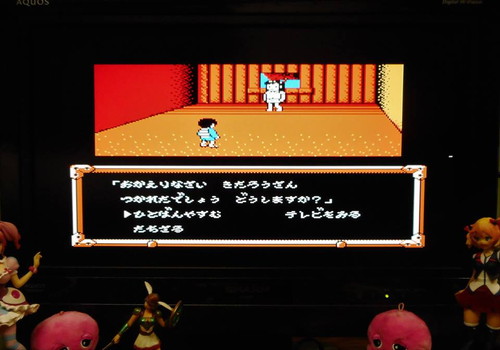 AQUOS
「おかえりなさい　きたろうさん
つかれたでしょう　どうしますか？」
▶ひとばんやすむ　テレビをみる
たちさる